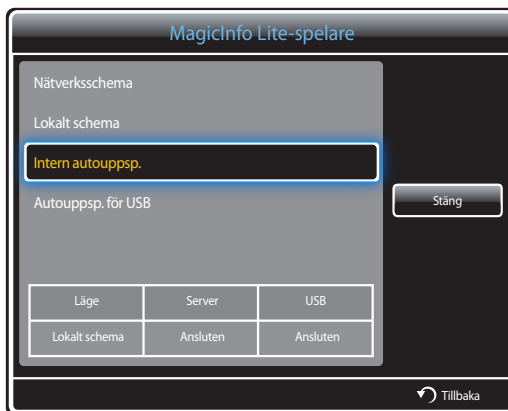 MagicInfo Lite-spelare
Nätverksschema
Lokalt schema
Intern autouppsp.
Autouppsp. för USB
Stäng
Läge Server USB
Lokalt schema Ansluten Ansluten
Tillbaka